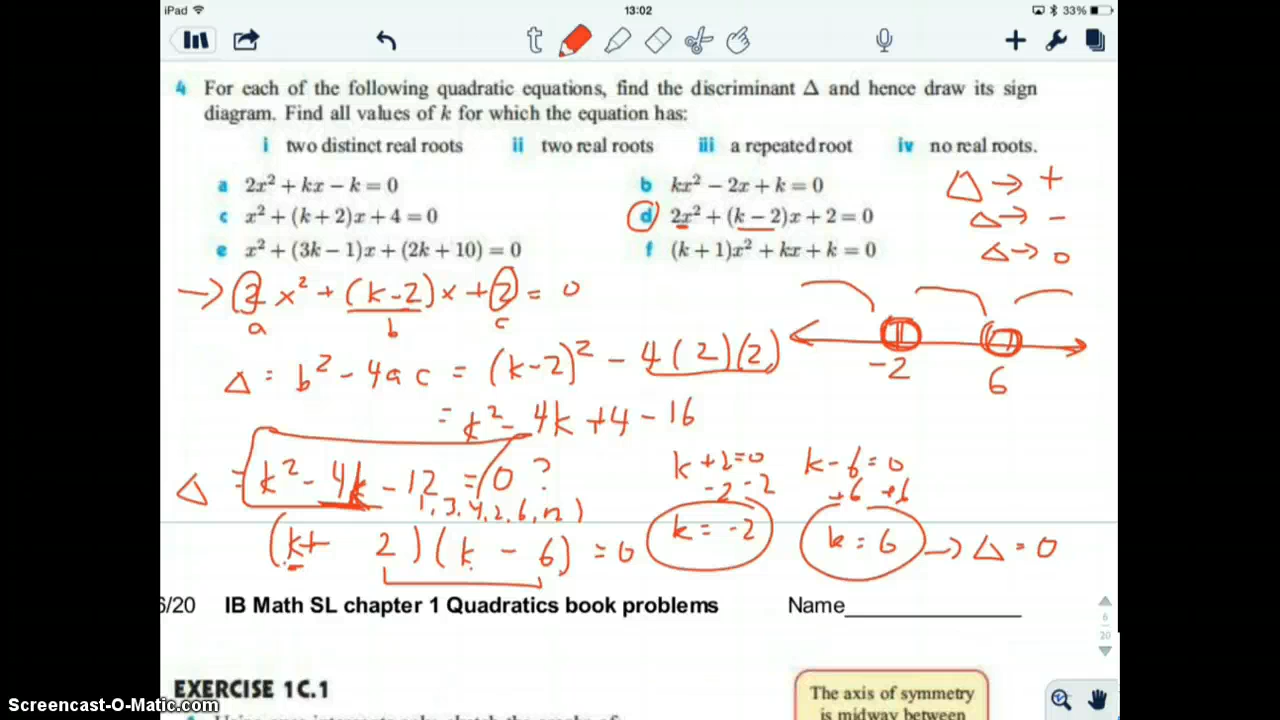 iPad 13:02 33%
t
4 For each of the following quadratic equations, find the discriminant Δ and hence draw its sign
diagram. Find all values of k for which the equation has:
i two distinct real roots ii two real roots iii a repeated root iv no real roots.
a 2x² + kx − k = 0 b kx² − 2x + k = 0
c x² + (k + 2)x + 4 = 0 d 2x² + (k − 2)x + 2 = 0
e x² + (3k − 1)x + (2k + 10) = 0 f (k + 1)x² + kx + k = 0
Δ → +
Δ → −
Δ → 0
→ 2x² + (k-2)x + 2 = 0
a b c
-2 6
Δ = b² - 4ac = (k-2)² - 4(2)(2)
= k² - 4k + 4 - 16
Δ = k² - 4k - 12 = 0 ?
1, 3, 4, 2, 6, 12)
(k+ 2)(k - 6) = 0
k+2=0 k-6=0
-2 -2 +6 +6
k = -2 k = 6 → Δ = 0
6/20 IB Math SL chapter 1 Quadratics book problems Name
6
20
EXERCISE 1C.1
The axis of symmetry
is midway between
Screencast-O-Matic.com